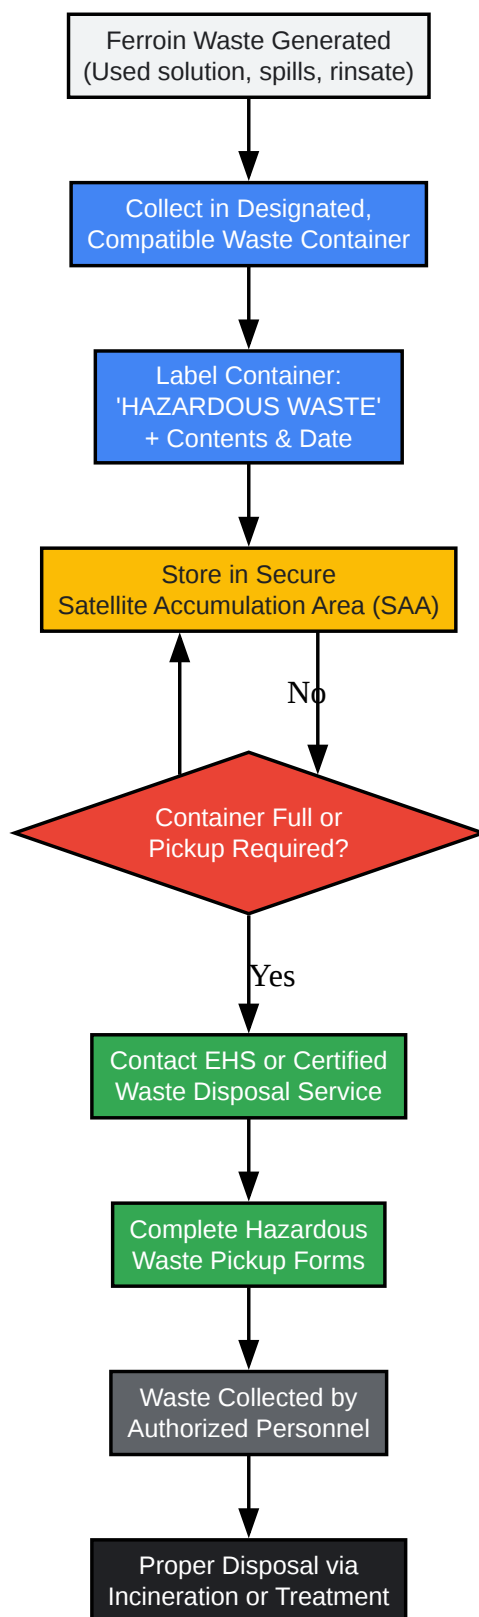 Ferroin Waste Generated
(Used solution, spills, rinsate)
Collect in Designated,
Compatible Waste Container
Label Container:
'HAZARDOUS WASTE'
+ Contents & Date
Store in Secure
Satellite Accumulation Area (SAA)
No
Container Full or
Pickup Required?
Yes
Contact EHS or Certified
Waste Disposal Service
Complete Hazardous
Waste Pickup Forms
Waste Collected by
Authorized Personnel
Proper Disposal via
Incineration or Treatment